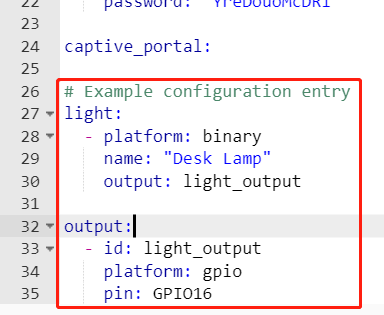 22 password:
23
24 captive_portal:
25
26 # Example configuration entry
27 light:
28 - platform: binary
29 name: "Desk Lamp"
30 output: light_output
31
32 output:
33 - id: light_output
34 platform: gpio
35 pin: GPIO16